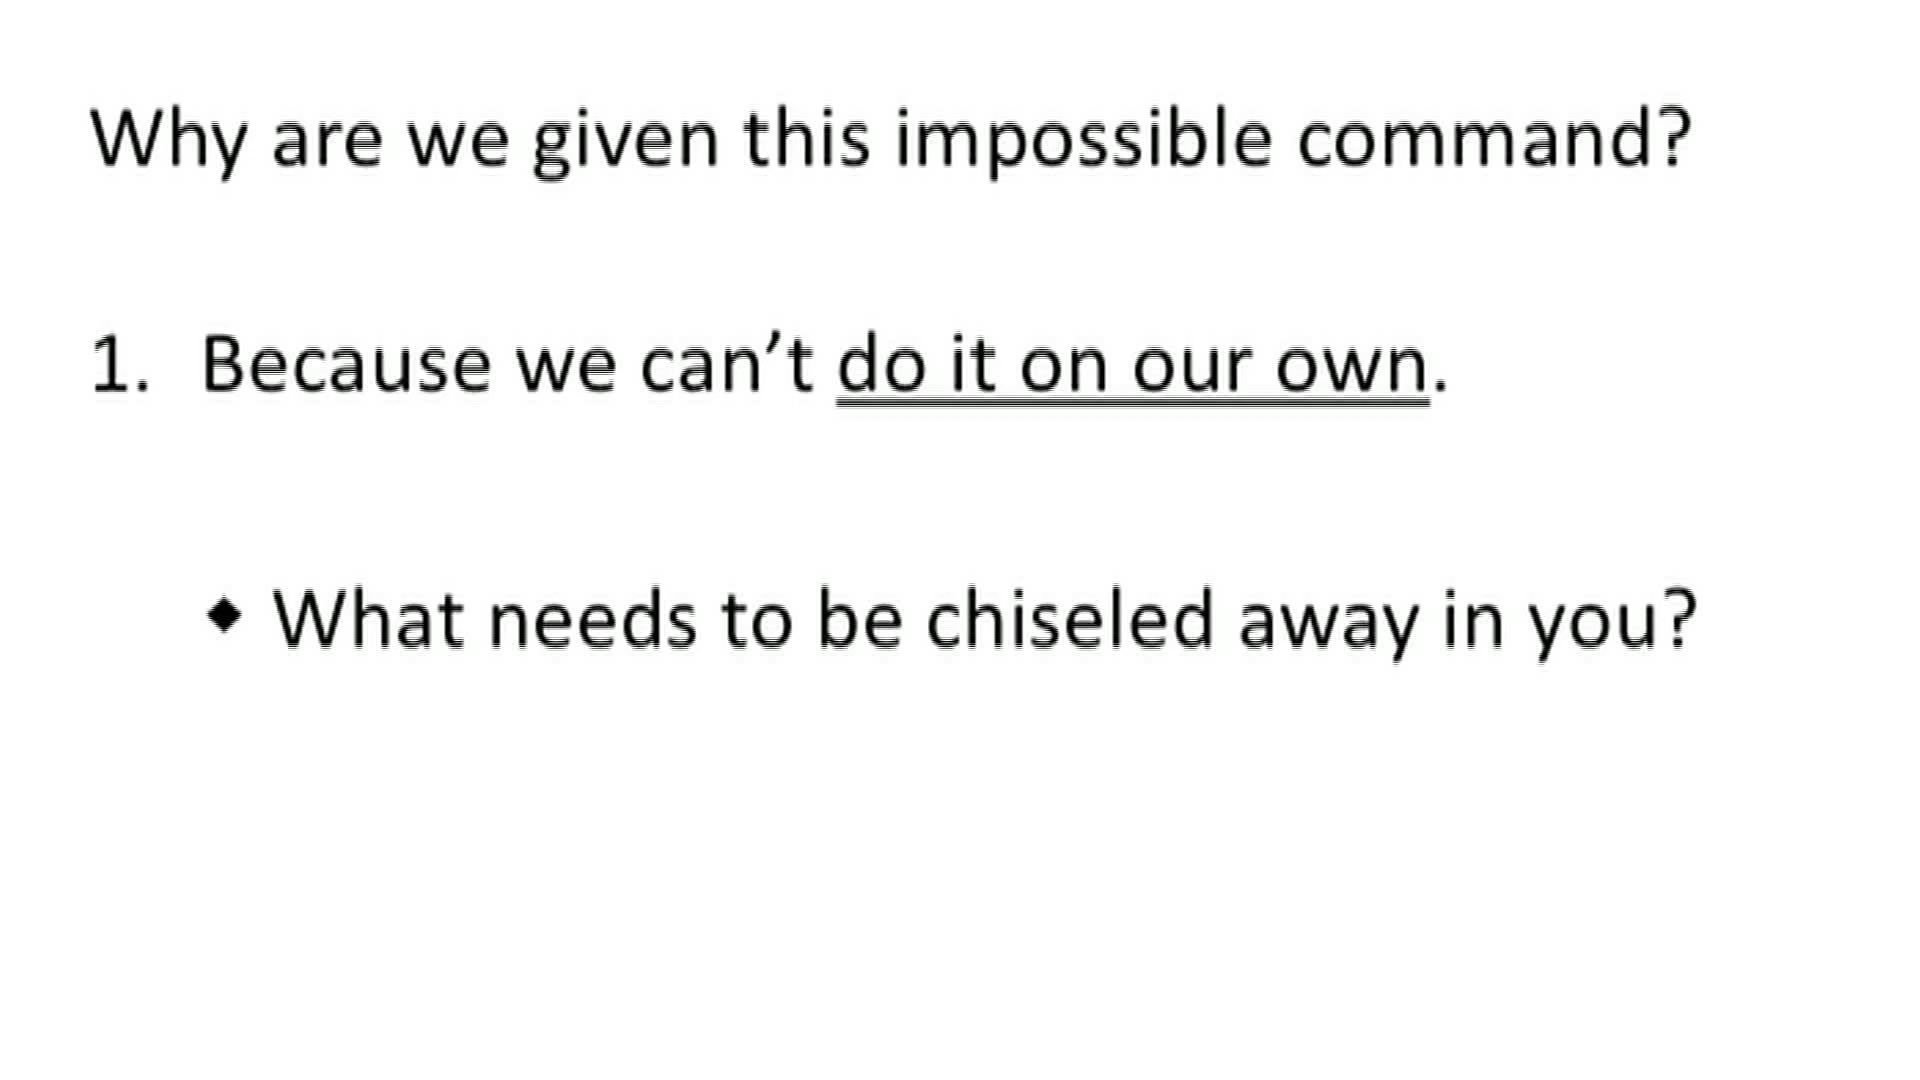 Why are we given this impossible command?
1. Because we can’t do it on our own.
◆ What needs to be chiseled away in you?